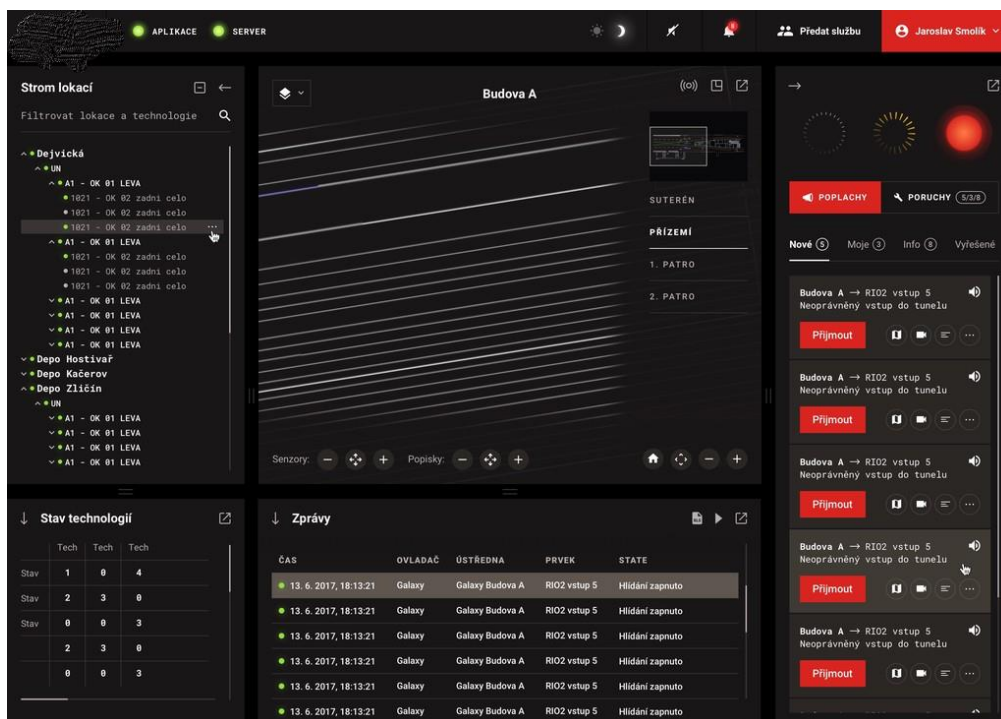 APLIKACE SERVER
8
Předat službu
Jaroslav Smolík
Strom lokací
Filtrovat lokace a technologie
Dejvická
UN
A1 - OK 01 LEVA
1021 - OK 02 zadni celo
1021 - OK 02 zadni celo
1021 - OK 02 zadni celo
A1 - OK 01 LEVA
1021 - OK 02 zadni celo
1021 - OK 02 zadni celo
1021 - OK 02 zadni celo
A1 - OK 01 LEVA
A1 - OK 01 LEVA
A1 - OK 01 LEVA
A1 - OK 01 LEVA
Depo Hostivař
Depo Kačerov
Depo Zličín
UN
A1 - OK 01 LEVA
A1 - OK 01 LEVA
A1 - OK 01 LEVA
A1 - OK 01 LEVA
Budova A
SUTERÉN
PŘÍZEMÍ
1. PATRO
2. PATRO
Senzory: Popisky:
POPLACHY PORUCHY 5/3/8
Nové 5 Moje 3 Info 8 Vyřešené
Budova A → RIO2 vstup 5
Neoprávněný vstup do tunelu
Přijmout
Budova A → RIO2 vstup 5
Neoprávněný vstup do tunelu
Přijmout
Budova A → RIO2 vstup 5
Neoprávněný vstup do tunelu
Přijmout
Budova A → RIO2 vstup 5
Neoprávněný vstup do tunelu
Přijmout
Budova A → RIO2 vstup 5
Neoprávněný vstup do tunelu
Přijmout
Stav technologií
Tech Tech Tech
Stav 1 0 4
Stav 2 3 0
Stav 0 0 3
2 3 0
0 0 3
Zprávy
ČAS OVLADAČ ÚSTŘEDNA PRVEK STATE
13. 6. 2017, 18:13:21 Galaxy Galaxy Budova A RIO2 vstup 5 Hlídání zapnuto
13. 6. 2017, 18:13:21 Galaxy Galaxy Budova A RIO2 vstup 5 Hlídání zapnuto
13. 6. 2017, 18:13:21 Galaxy Galaxy Budova A RIO2 vstup 5 Hlídání zapnuto
13. 6. 2017, 18:13:21 Galaxy Galaxy Budova A RIO2 vstup 5 Hlídání zapnuto
13. 6. 2017, 18:13:21 Galaxy Galaxy Budova A RIO2 vstup 5 Hlídání zapnuto
13. 6. 2017, 18:13:21 Galaxy Galaxy Budova A RIO2 vstup 5 Hlídání zapnuto